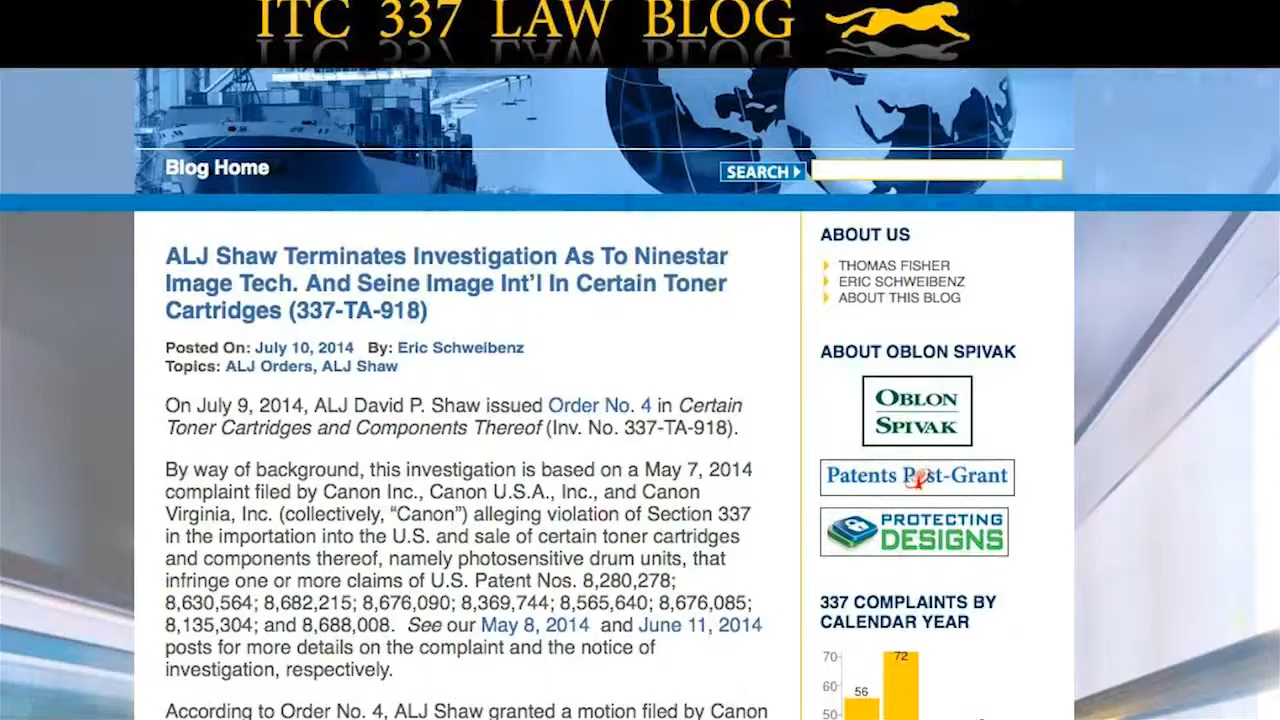 ITC 337 LAW BLOG
Blog Home
SEARCH
ALJ Shaw Terminates Investigation As To Ninestar
Image Tech. And Seine Image Int'l In Certain Toner
Cartridges (337-TA-918)
Posted On: July 10, 2014 By: Eric Schweibenz
Topics: ALJ Orders, ALJ Shaw
On July 9, 2014, ALJ David P. Shaw issued Order No. 4 in Certain
Toner Cartridges and Components Thereof (Inv. No. 337-TA-918).
By way of background, this investigation is based on a May 7, 2014
complaint filed by Canon Inc., Canon U.S.A., Inc., and Canon
Virginia, Inc. (collectively, “Canon”) alleging violation of Section 337
in the importation into the U.S. and sale of certain toner cartridges
and components thereof, namely photosensitive drum units, that
infringe one or more claims of U.S. Patent Nos. 8,280,278;
8,630,564; 8,682,215; 8,676,090; 8,369,744; 8,565,640; 8,676,085;
8,135,304; and 8,688,008. See our May 8, 2014 and June 11, 2014
posts for more details on the complaint and the notice of
investigation, respectively.
According to Order No. 4, ALJ Shaw granted a motion filed by Canon
ABOUT US
THOMAS FISHER
ERIC SCHWEIBENZ
ABOUT THIS BLOG
ABOUT OBLON SPIVAK
OBLON
SPIVAK
Patents Post-Grant
PROTECTING
DESIGNS
337 COMPLAINTS BY
CALENDAR YEAR
70
72
60
56
50